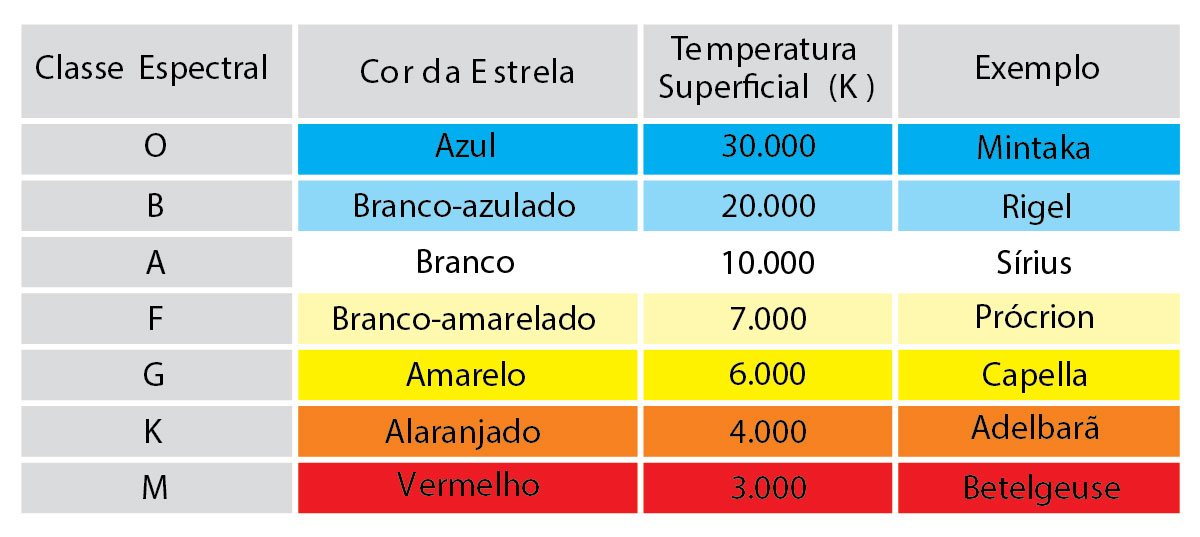 Classe Espectral Cor da Estrela Temperatura Superficial (K) Exemplo
O Azul 30.000 Mintaka
B Branco-azulado 20.000 Rigel
A Branco 10.000 Sírius
F Branco-amarelado 7.000 Prócrion
G Amarelo 6.000 Capella
K Alaranjado 4.000 Adelbarã
M Vermelho 3.000 Betelgeuse